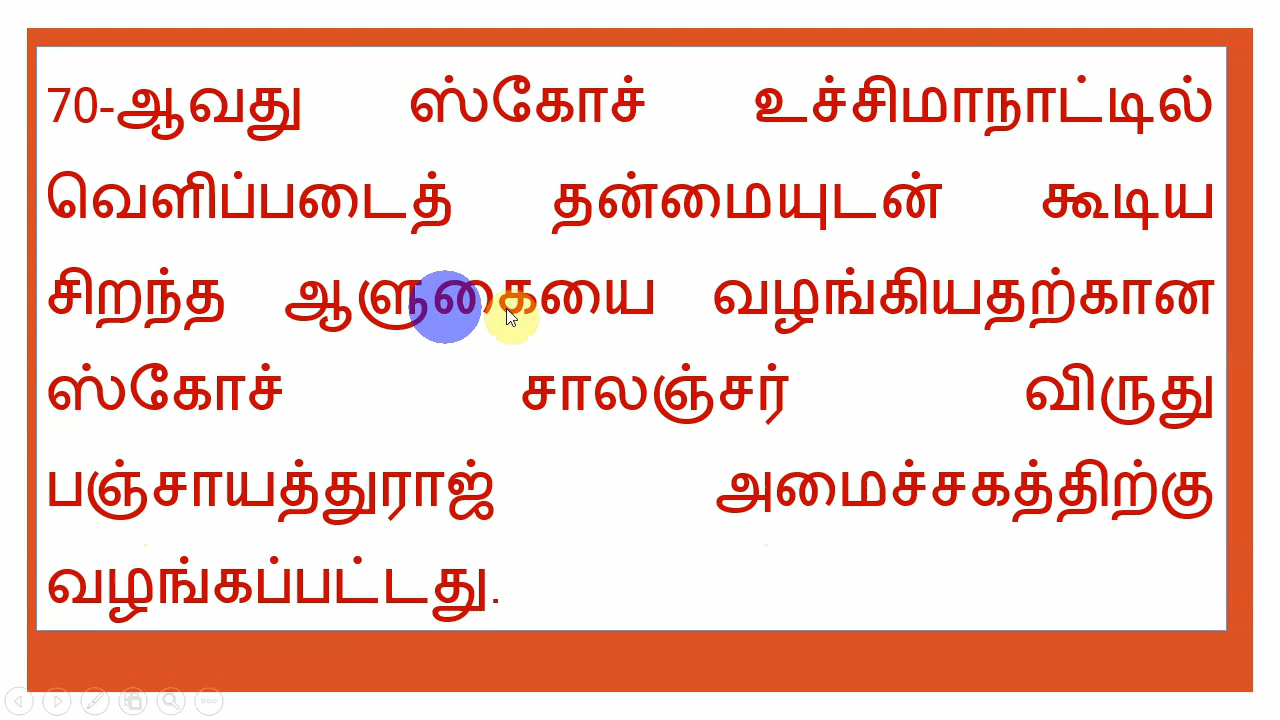 70-ஆவது ஸ்கோச் உச்சிமாநாட்டில்
வெளிப்படைத் தன்மையுடன் கூடிய
சிறந்த ஆளுகையை வழங்கியதற்கான
ஸ்கோச் சாலஞ்சர் விருது
பஞ்சாயத்துராஜ் அமைச்சகத்திற்கு
வழங்கப்பட்டது.